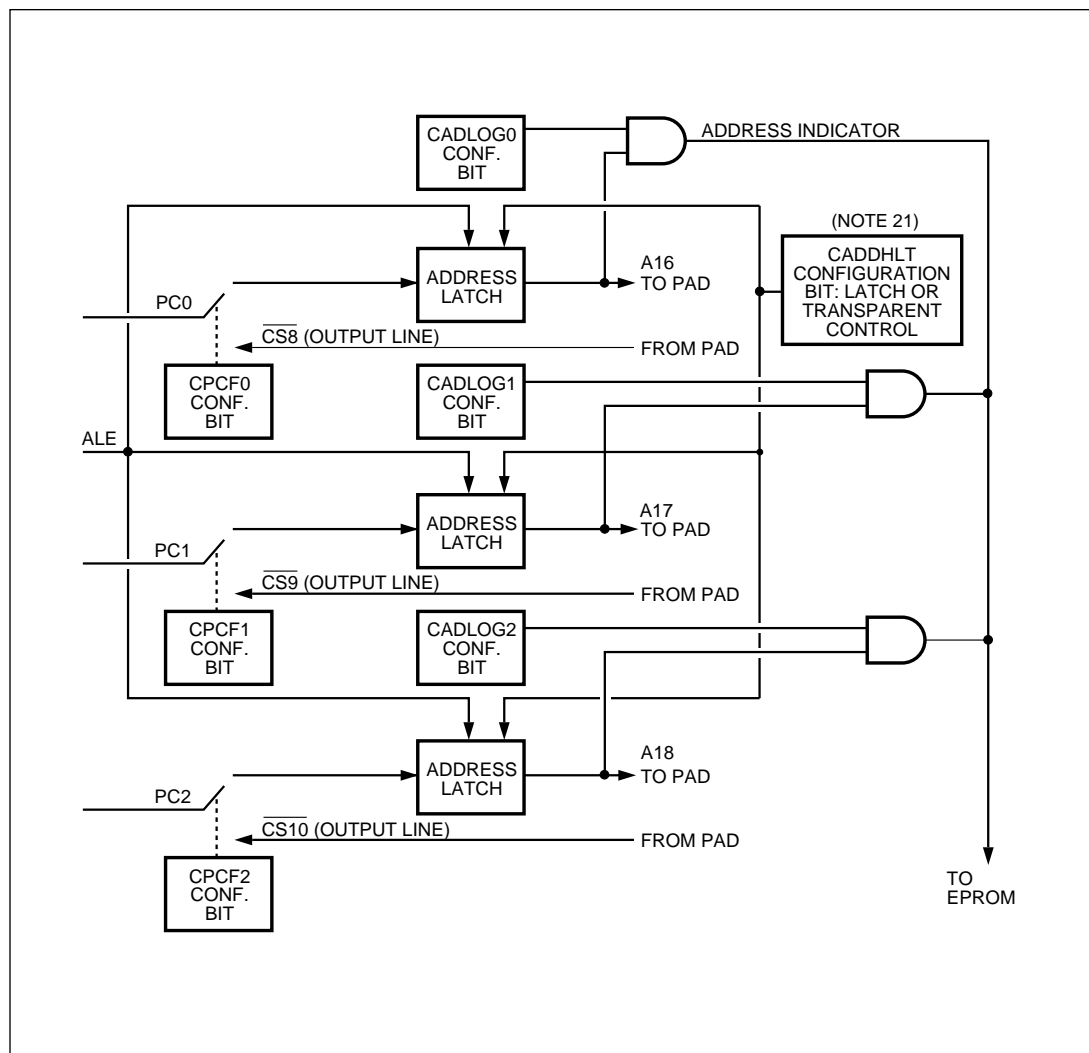 CADLOG0
CONF.
BIT
ADDRESS INDICATOR
(NOTE 21)
CADDHLT
CONFIGURATION
BIT: LATCH OR
TRANSPARENT
CONTROL
PC0
ADDRESS
LATCH
A16
TO PAD
CS8 (OUTPUT LINE)
FROM PAD
CPCF0
CONF.
BIT
CADLOG1
CONF.
BIT
ALE
PC1
ADDRESS
LATCH
A17
TO PAD
CS9 (OUTPUT LINE)
FROM PAD
CPCF1
CONF.
BIT
CADLOG2
CONF.
BIT
PC2
ADDRESS
LATCH
A18
TO PAD
CS10 (OUTPUT LINE)
FROM PAD
CPCF2
CONF.
BIT
TO
EPROM